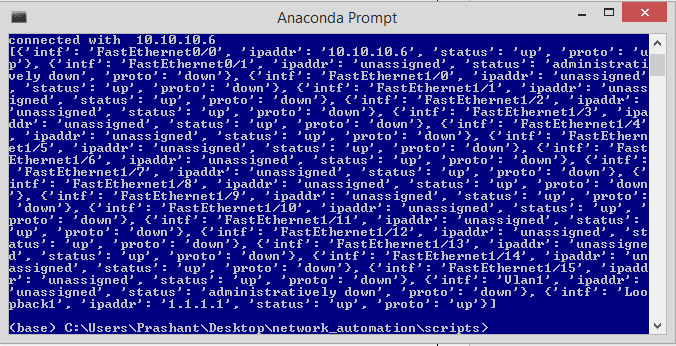 Anaconda Prompt
connected with  10.10.10.6
[{'intf': 'FastEthernet0/0', 'ipaddr': '10.10.10.6', 'status': 'up', 'proto': 'u
p'}, {'intf': 'FastEthernet0/1', 'ipaddr': 'unassigned', 'status': 'administrati
vely down', 'proto': 'down'}, {'intf': 'FastEthernet1/0', 'ipaddr': 'unassigned'
, 'status': 'up', 'proto': 'down'}, {'intf': 'FastEthernet1/1', 'ipaddr': 'unass
igned', 'status': 'up', 'proto': 'down'}, {'intf': 'FastEthernet1/2', 'ipaddr': 
'unassigned', 'status': 'up', 'proto': 'down'}, {'intf': 'FastEthernet1/3', 'ipa
ddr': 'unassigned', 'status': 'up', 'proto': 'down'}, {'intf': 'FastEthernet1/4'
, 'ipaddr': 'unassigned', 'status': 'up', 'proto': 'down'}, {'intf': 'FastEthern
et1/5', 'ipaddr': 'unassigned', 'status': 'up', 'proto': 'down'}, {'intf': 'Fast
Ethernet1/6', 'ipaddr': 'unassigned', 'status': 'up', 'proto': 'down'}, {'intf':
 'FastEthernet1/7', 'ipaddr': 'unassigned', 'status': 'up', 'proto': 'down'}, {'
intf': 'FastEthernet1/8', 'ipaddr': 'unassigned', 'status': 'up', 'proto': 'down
'}, {'intf': 'FastEthernet1/9', 'ipaddr': 'unassigned', 'status': 'up', 'proto':
 'down'}, {'intf': 'FastEthernet1/10', 'ipaddr': 'unassigned', 'status': 'up', '
proto': 'down'}, {'intf': 'FastEthernet1/11', 'ipaddr': 'unassigned', 'status': 
'up', 'proto': 'down'}, {'intf': 'FastEthernet1/12', 'ipaddr': 'unassigned', 'st
atus': 'up', 'proto': 'down'}, {'intf': 'FastEthernet1/13', 'ipaddr': 'unassigne
d', 'status': 'up', 'proto': 'down'}, {'intf': 'FastEthernet1/14', 'ipaddr': 'un
assigned', 'status': 'up', 'proto': 'down'}, {'intf': 'FastEthernet1/15', 'ipadd
r': 'unassigned', 'status': 'up', 'proto': 'down'}, {'intf': 'Vlan1', 'ipaddr': 
'unassigned', 'status': 'administratively down', 'proto': 'down'}, {'intf': 'Loo
pback1', 'ipaddr': '1.1.1.1', 'status': 'up', 'proto': 'up'}]
(base) C:\Users\Prashant\Desktop\network_automation\scripts>